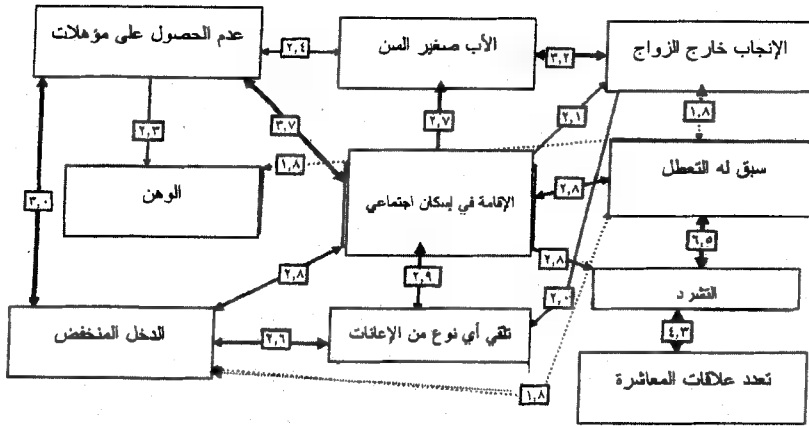 الإنجاب خارج الزواج
٣,٢
الأب صغير السن
٢,٤
عدم الحصول على مؤهلات
١,٨
٢,١
٢,٧
٣,٧
٢,٣
سبق له التعطل
٢,٨
الإقامة في إسكان اجتماعي
١,٨
الوهن
٣,٠
٦,٥
٢,٨
٢,٩
٢,٨
التشرد
٢,٠
٤,٣
تلقي أي نوع من الإعانات
٢,٦
الدخل المنخفض
تعدد علاقات المعاشرة
١,٨